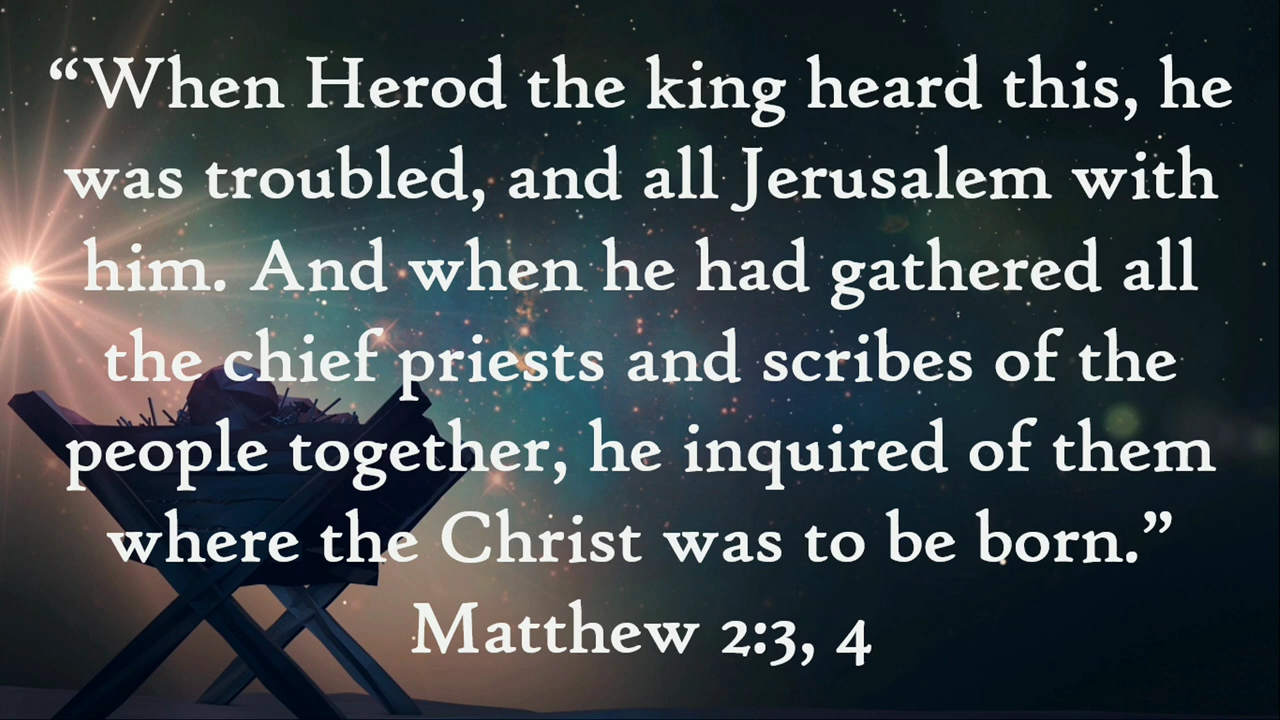 “When Herod the king heard this, he
was troubled, and all Jerusalem with
him. And when he had gathered all
the chief priests and scribes of the
people together, he inquired of them
where the Christ was to be born.”
Matthew 2:3, 4